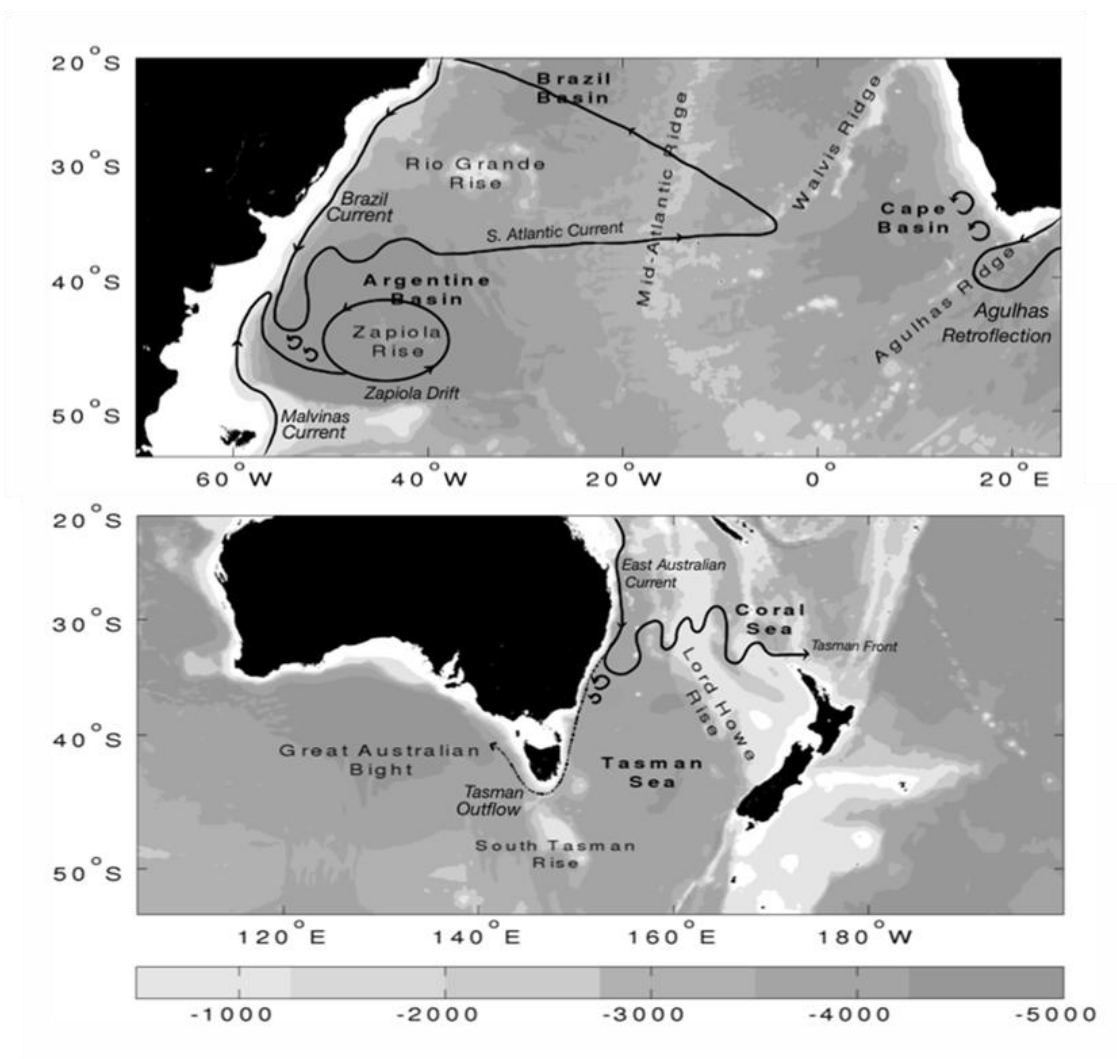 20°S
30°S
40°S
50°S
Brazil
Basin
Rio Grande
Rise
Brazil
Current
Mid-Atlantic Ridge
Walvis Ridge
Cape
Basin
S. Atlantic Current
Argentine
Basin
Zapiola
Rise
Zapiola Drift
Agulhas Ridge
Agulhas
Retroflection
Malvinas
Current
60°W
40°W
20°W
0°
20°E
20°S
30°S
40°S
50°S
East Australian
Current
Coral
Sea
Tasman Front
Lord Howe
Rise
Great Australian
Bight
Tasman
Sea
Tasman
Outflow
South Tasman
Rise
120°E
140°E
160°E
180°W
-1000
-2000
-3000
-4000
-5000